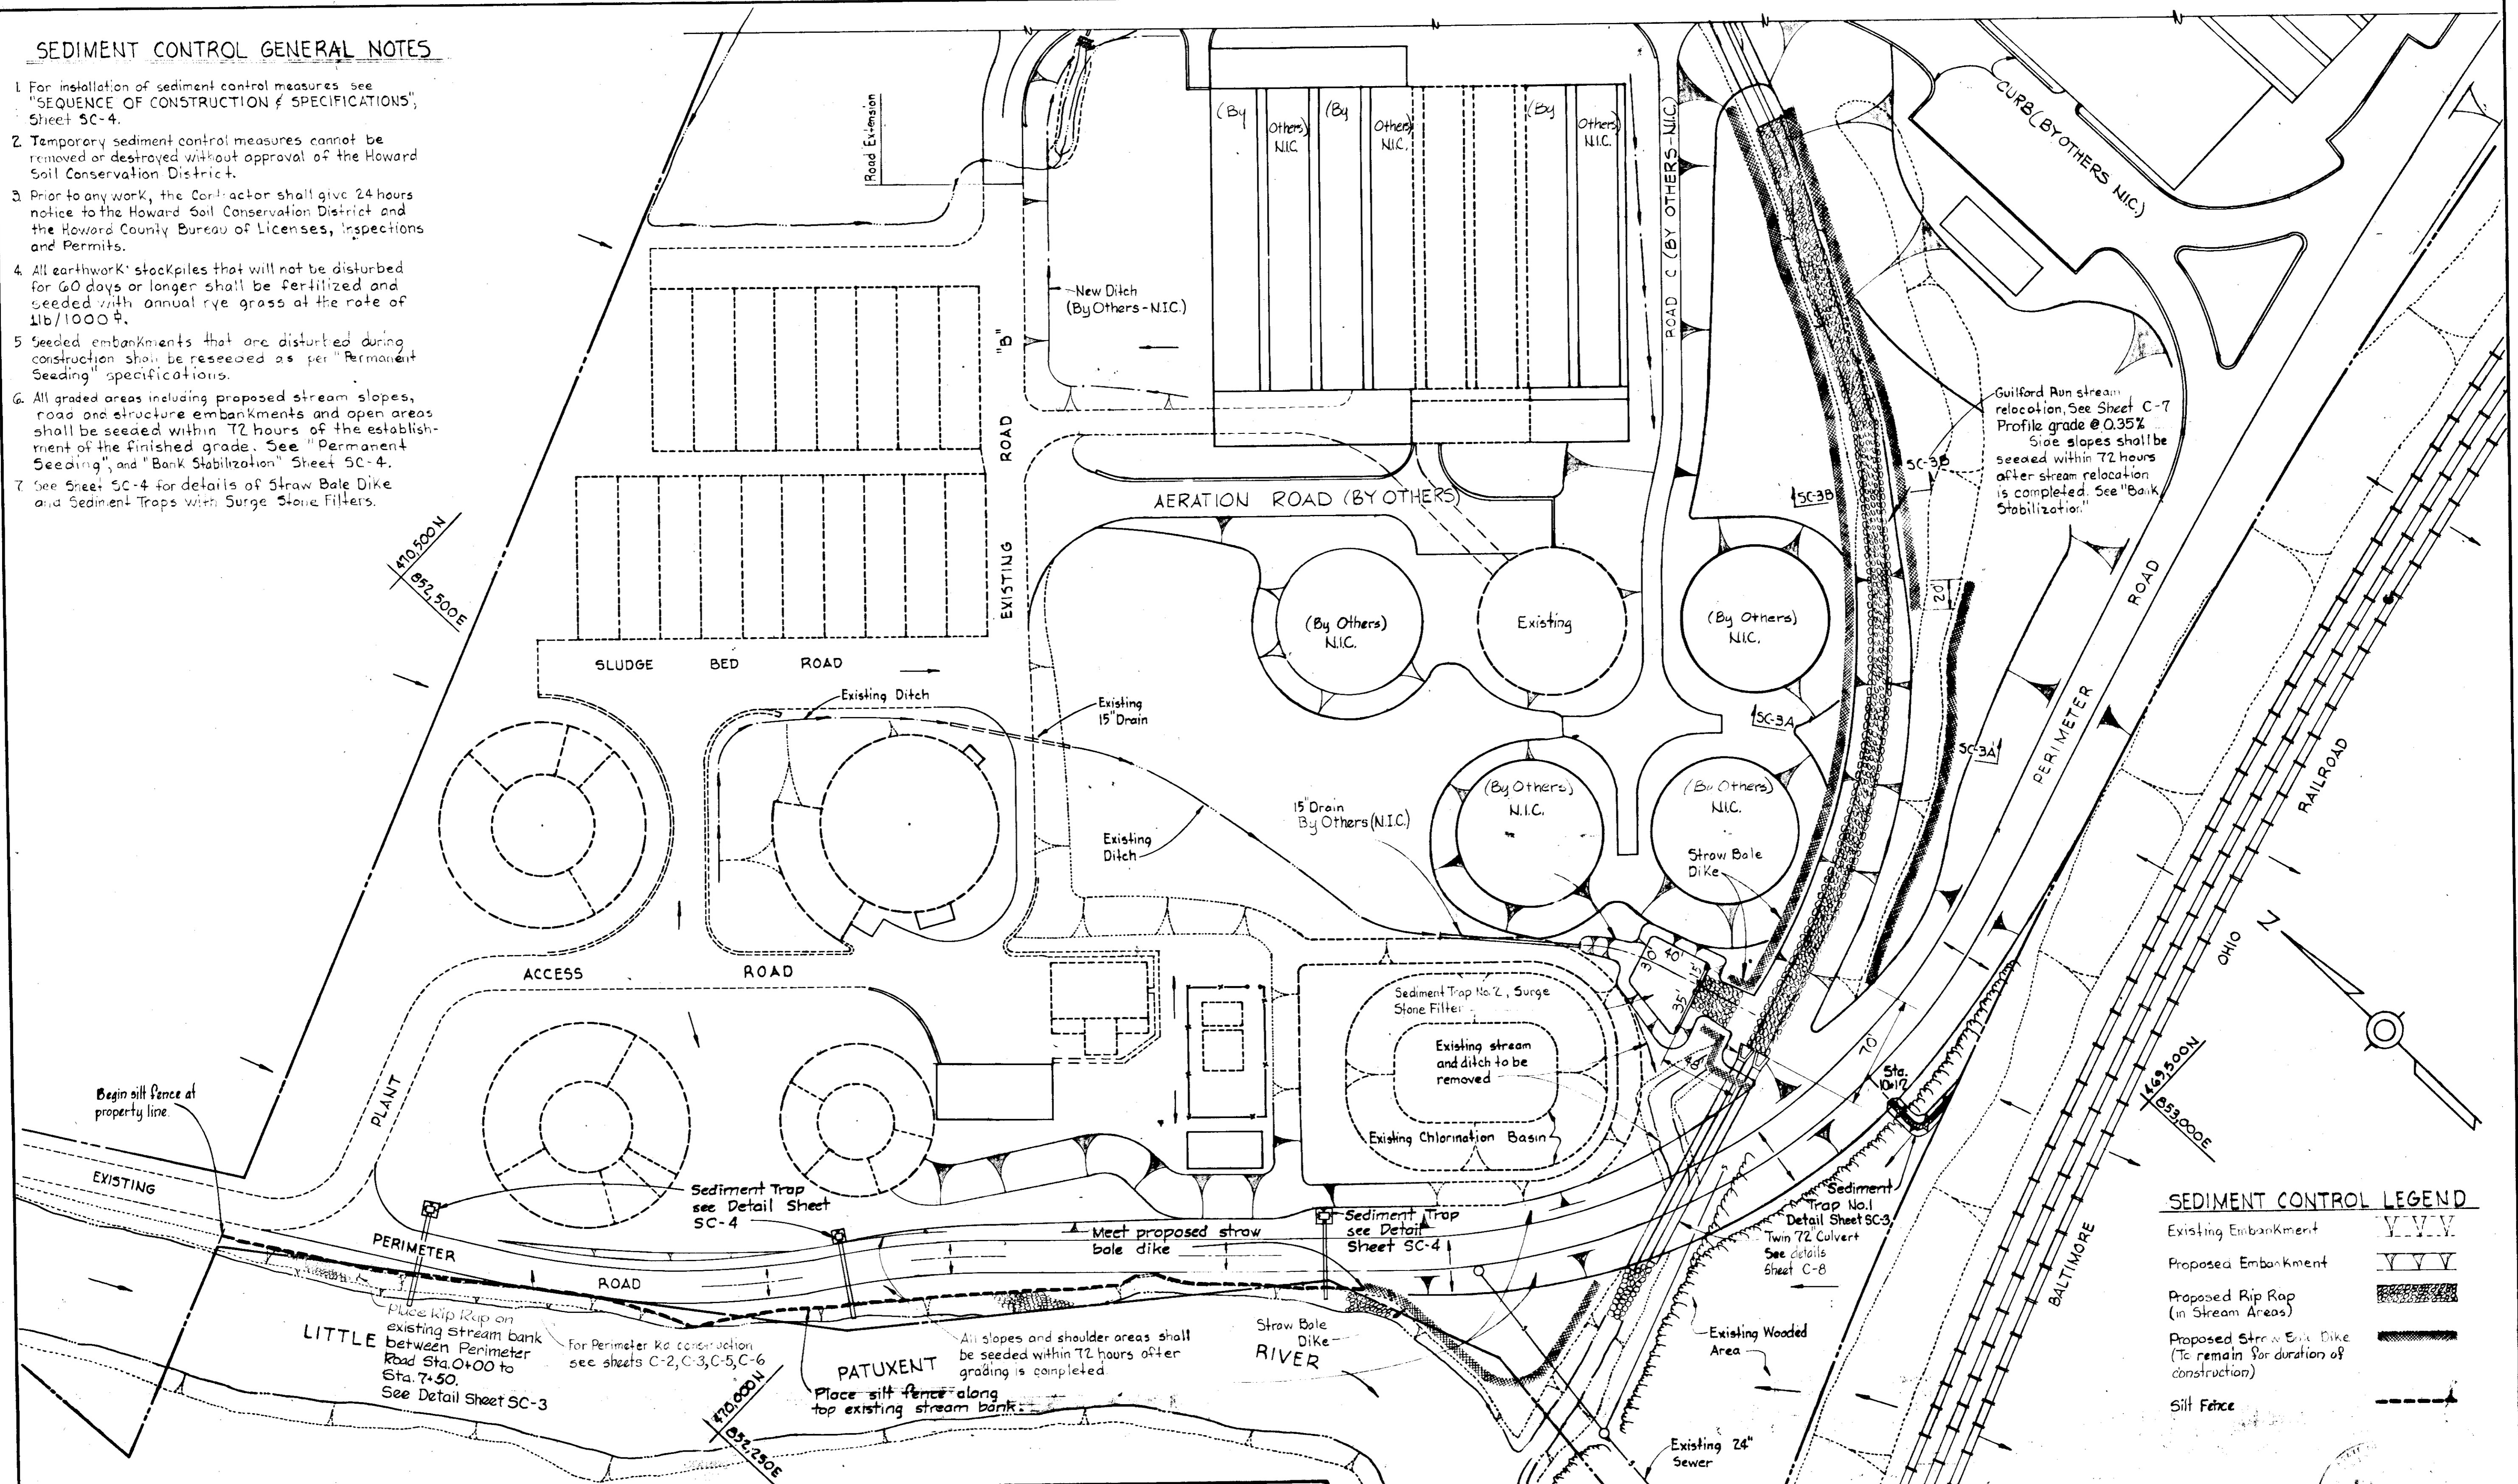 SEDIMENT CONTROL GENERAL NOTES
1. For installation of sediment control measures see
"SEQUENCE OF CONSTRUCTION & SPECIFICATIONS",
Sheet SC-4.
2. Temporary sediment control measures cannot be
removed or destroyed without approval of the Howard
Soil Conservation District.
3. Prior to any work, the Contractor shall give 24 hours
notice to the Howard Soil Conservation District and
the Howard County Bureau of Licenses, Inspections
and Permits.
4. All earthwork stockpiles that will not be disturbed
for 60 days or longer shall be fertilized and
seeded with annual rye grass at the rate of
1lb/1000
5 Seeded embankments that are disturbed during
construction shall be reseeded as per "Permanent
Seeding" specifications.
6. All graded areas including proposed stream slopes,
road and structure embankments and open areas
shall be seeded within 72 hours of the establish-
ment of the finished grade. See "Permanent
Seeding", and "Bank Stabilization" Sheet SC-4.
7. See Sheet SC-4 for details of Straw Bale Dike
and Sediment Traps with Surge Stone Filters.
470,500N
852,500E
Road Extension
New Ditch
(By Others-N.I.C.)
EXISTING ROAD "B"
(By
Others)
N.I.C.
(By
Others)
N.I.C.
(By
Others)
N.I.C.
ROAD C (BY OTHERS-N.I.C.)
CURB (BY OTHERS N.I.C.)
Guilford Run stream
relocation, See Sheet C-7
Profile grade @ 0.35%
Side slopes shall be
seeded within 72 hours
after stream relocation
is completed. See "Bank
Stabilization."
SC-3B
SC-3B
AERATION ROAD (BY OTHERS)
(By Others)
N.I.C.
Existing
(By Others)
N.I.C.
20'
SC-3A
SC-3A
PERIMETER ROAD
SLUDGE BED ROAD
Existing Ditch
Existing
15" Drain
Existing
Ditch
15" Drain
By Others (N.I.C.)
(By Others)
N.I.C.
(By Others)
N.I.C.
Straw Bale
Dike
BALTIMORE OHIO RAILROAD
PLANT ACCESS ROAD
Sediment Trap No. 2, Surge
Stone Filter
30' 40'
15'
35'
Existing stream
and ditch to be
removed
Existing Chlorination Basin
70'
Sta.
10+12
469,500N
853,000E
Z
Begin silt fence at
property line.
EXISTING
PERIMETER ROAD
Sediment Trap
see Detail Sheet
SC-4
Meet proposed straw
bale dike
Sediment Trap
see Detail
Sheet SC-4
Sediment
Trap No.1
Detail Sheet SC-3
Twin 72" Culvert
See details
Sheet C-8
Place Rip Rap on
existing stream bank
between Perimeter
Road Sta. 0+00 to
Sta. 7+50.
See Detail Sheet SC-3
For Perimeter Rd construction
see sheets C-2, C-3, C-5, C-6
All slopes and shoulder areas shall
be seeded within 72 hours after
grading is completed.
Place silt fence along
top existing stream bank.
LITTLE PATUXENT RIVER
Straw Bale
Dike
470,000N
852,250E
Existing Wooded
Area
Existing 24"
Sewer
SEDIMENT CONTROL LEGEND
Existing Embankment
Proposed Embankment
Proposed Rip Rap
(in Stream Areas)
Proposed Straw Bale Dike
(To remain for duration of
construction)
Silt Fence